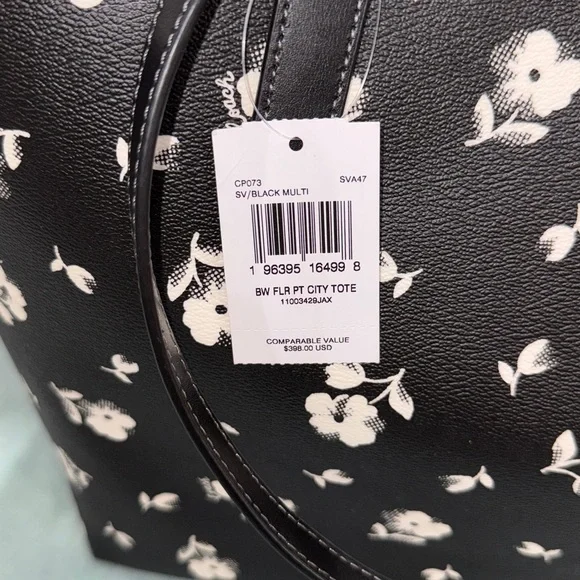 Coach
CP073 SVA47
SV/BLACK MULTI
1 96395 16499 8
BW FLR PT CITY TOTE
11003429JAX
COMPARABLE VALUE
$398.00 USD